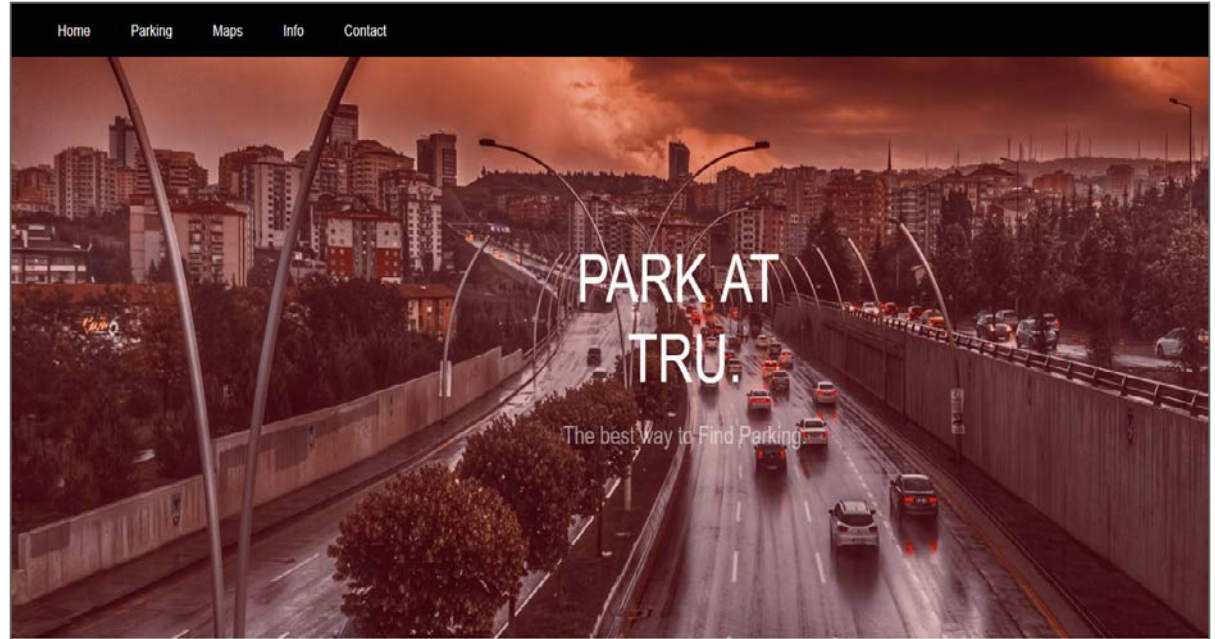 Home Parking Maps Info Contact
PARK AT
TRU.
The best way to Find Parking